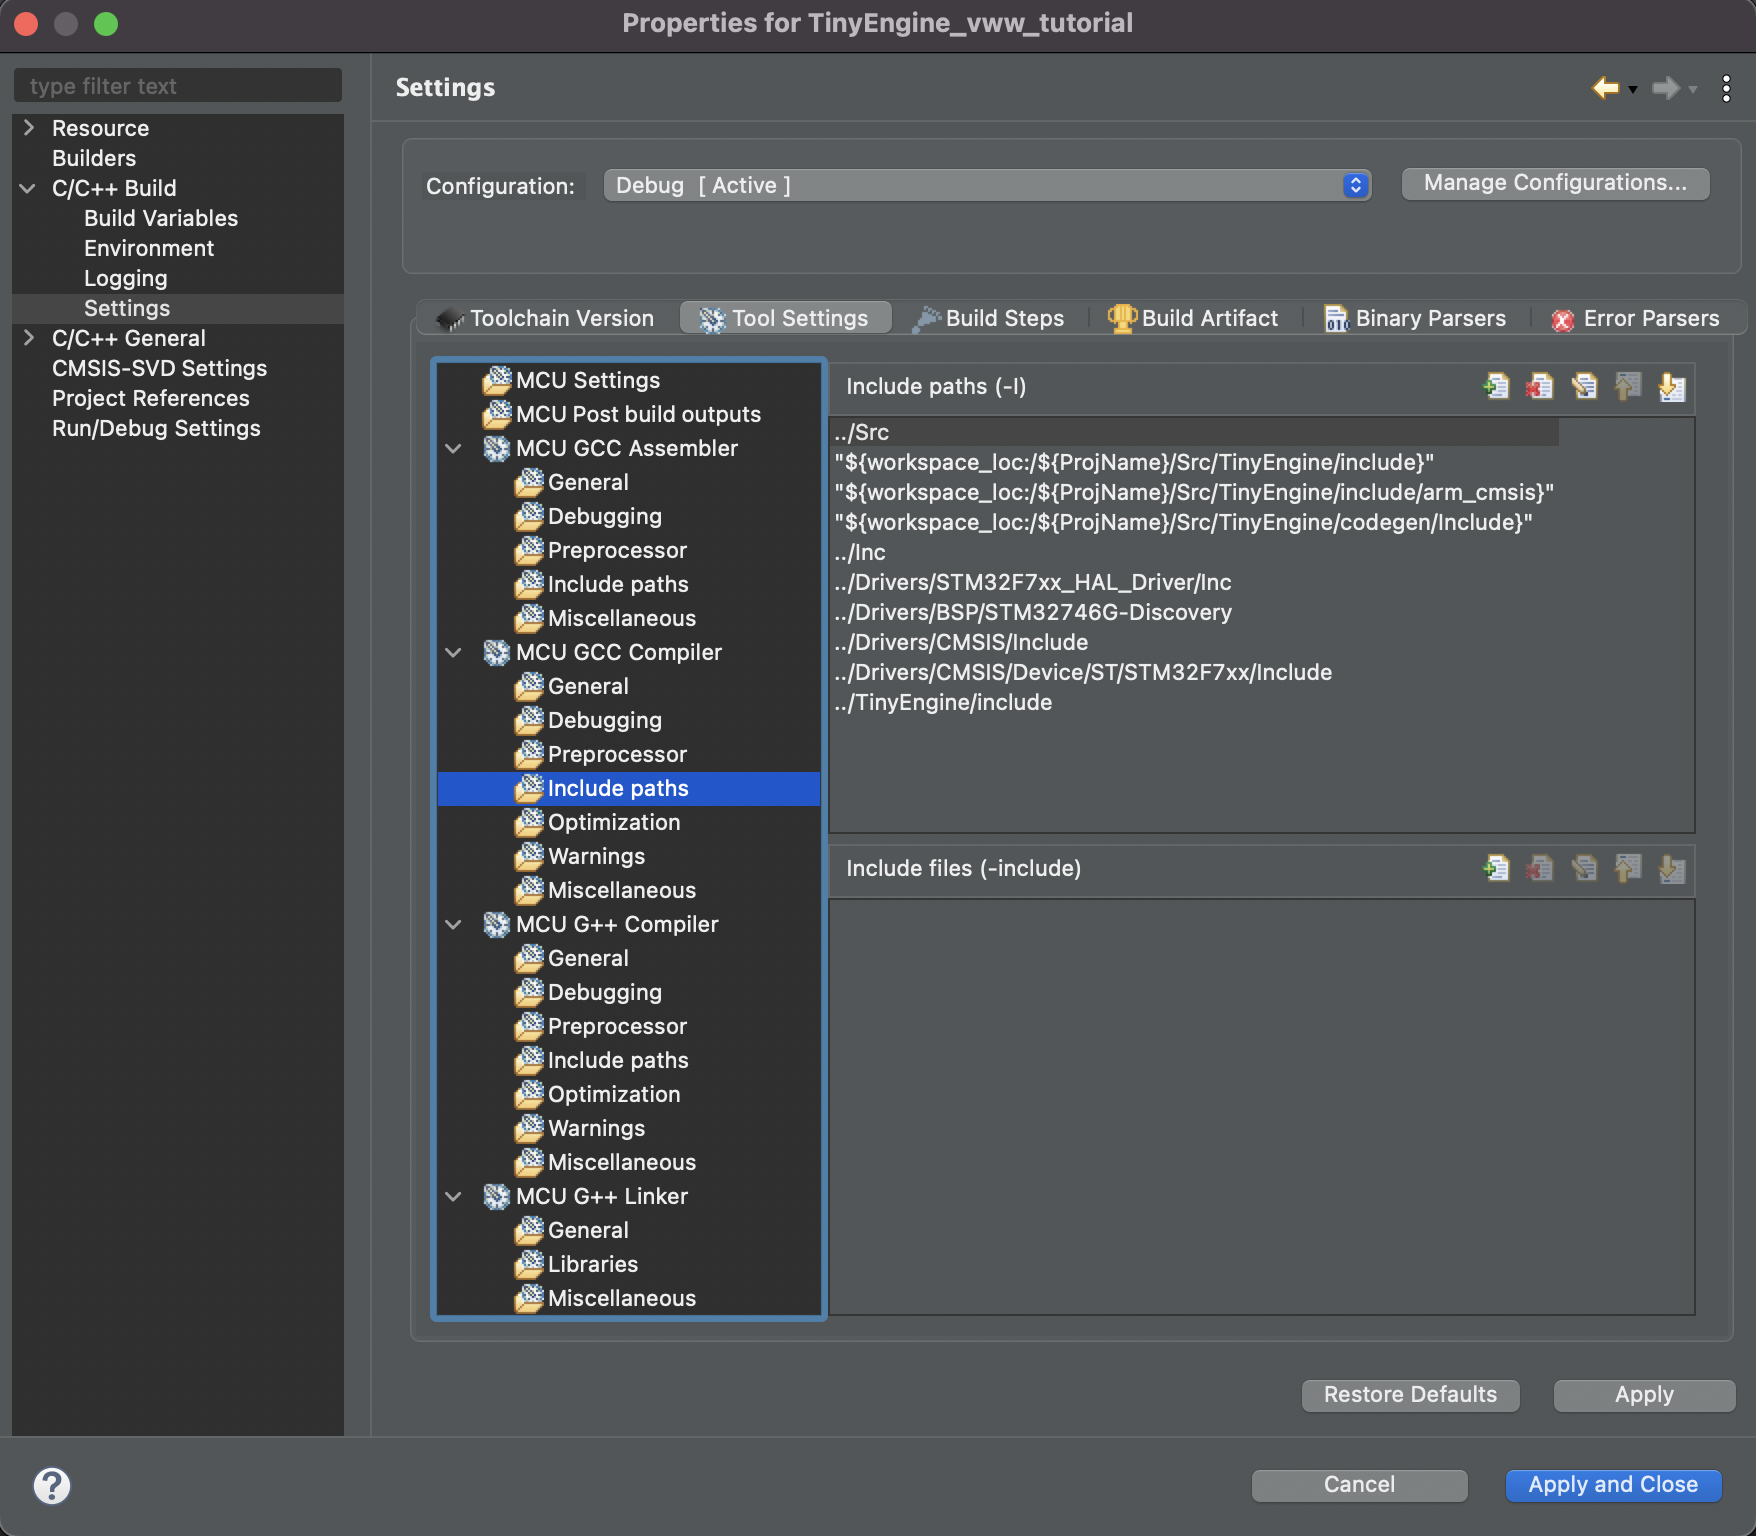 Properties for TinyEngine_vww_tutorial
type filter text
Resource
Builders
C/C++ Build
Build Variables
Environment
Logging
Settings
C/C++ General
CMSIS-SVD Settings
Project References
Run/Debug Settings
Settings
Configuration: Debug [ Active ] Manage Configurations...
Toolchain Version Tool Settings Build Steps Build Artifact Binary Parsers Error Parsers
MCU Settings
MCU Post build outputs
MCU GCC Assembler
General
Debugging
Preprocessor
Include paths
Miscellaneous
MCU GCC Compiler
General
Debugging
Preprocessor
Include paths
Optimization
Warnings
Miscellaneous
MCU G++ Compiler
General
Debugging
Preprocessor
Include paths
Optimization
Warnings
Miscellaneous
MCU G++ Linker
General
Libraries
Miscellaneous
Include paths (-I)
../Src
"${workspace_loc:/${ProjName}/Src/TinyEngine/include}"
"${workspace_loc:/${ProjName}/Src/TinyEngine/include/arm_cmsis}"
"${workspace_loc:/${ProjName}/Src/TinyEngine/codegen/Include}"
../Inc
../Drivers/STM32F7xx_HAL_Driver/Inc
../Drivers/BSP/STM32746G-Discovery
../Drivers/CMSIS/Include
../Drivers/CMSIS/Device/ST/STM32F7xx/Include
../TinyEngine/include
Include files (-include)
Restore Defaults Apply
? Cancel Apply and Close